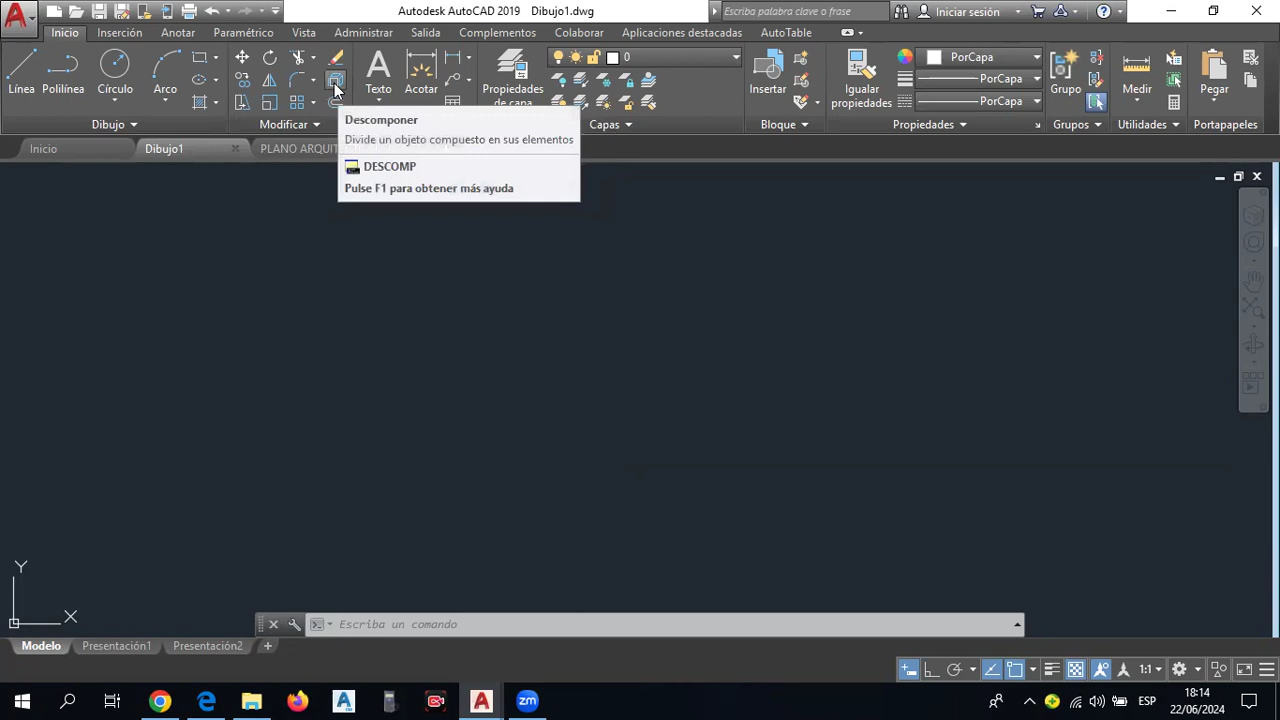 Autodesk AutoCAD 2019 Dibujo1.dwg
Escriba palabra clave o frase
Iniciar sesión
Inicio Inserción Anotar Paramétrico Vista Administrar Salida Complementos Colaborar Aplicaciones destacadas AutoTable
Línea Polilínea Círculo Arco
Texto Acotar
Propiedades de capa
0
Insertar
Igualar propiedades
PorCapa
PorCapa
PorCapa
Grupo
Medir
Pegar
Dibujo Modificar Capas Bloque Propiedades Grupos Utilidades Portapapeles
Descomponer
Divide un objeto compuesto en sus elementos
DESCOMP
Pulse F1 para obtener más ayuda
Inicio Dibujo1 PLANO ARQUI
Y
X
Escriba un comando
Modelo Presentación1 Presentación2 +
1:1
zm
ESP
18:14
22/06/2024